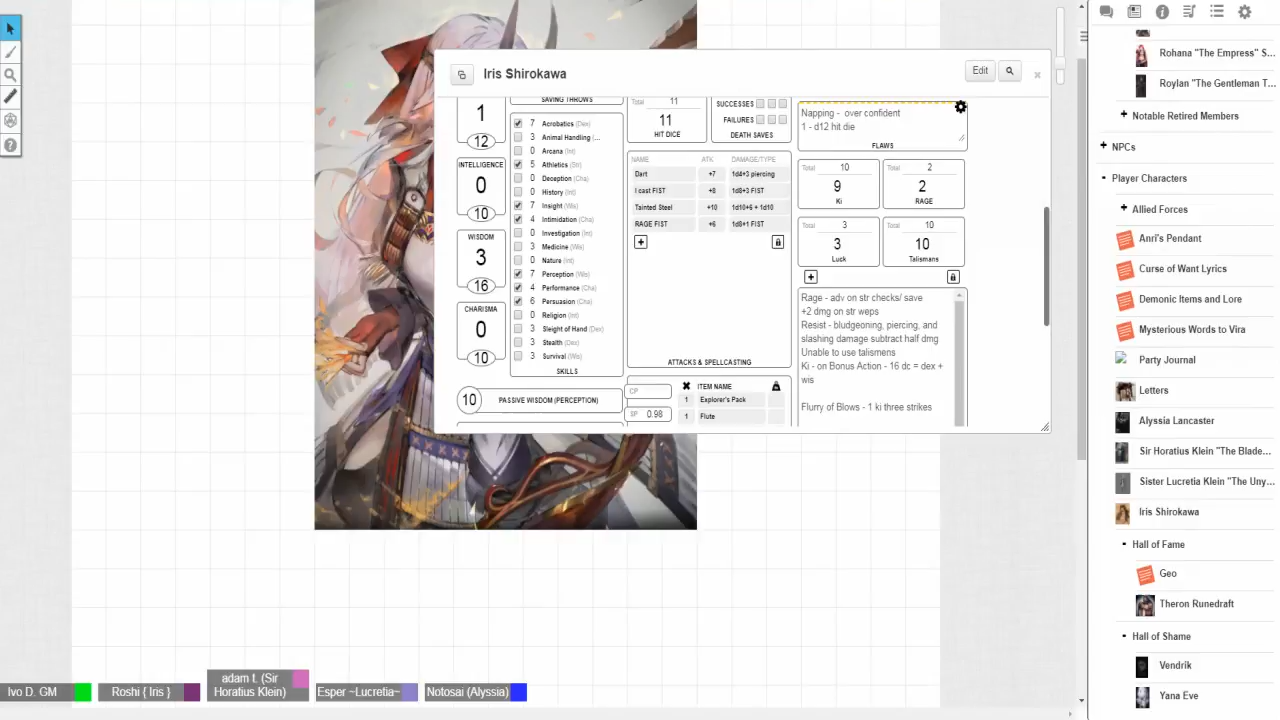 Iris Shirokawa
Edit
SAVING THROWS
1
12
INTELLIGENCE
0
10
WISDOM
3
16
CHARISMA
0
10
7 Acrobatics (Dex)
3 Animal Handling (...
0 Arcana (Int)
5 Athletics (Str)
0 Deception (Cha)
0 History (Int)
7 Insight (Wis)
4 Intimidation (Cha)
0 Investigation (Int)
3 Medicine (Wis)
0 Nature (Int)
7 Perception (Wis)
4 Performance (Cha)
6 Persuasion (Cha)
0 Religion (Int)
3 Sleight of Hand (Dex)
3 Stealth (Dex)
3 Survival (Wis)
SKILLS
10 PASSIVE WISDOM (PERCEPTION)
Total 11
11
HIT DICE
SUCCESSES
FAILURES
DEATH SAVES
NAME ATK DAMAGE/TYPE
Dart +7 1d4+3 piercing
I cast FIST +8 1d8+3 FIST
Tainted Steel +10 1d10+6 + 1d10
RAGE FIST +6 1d8+1 FIST
ATTACKS & SPELLCASTING
CP
SP 0.98
ITEM NAME
1 Explorer's Pack
1 Flute
Napping - over confident
1 - d12 hit die
FLAWS
Total 10
9
Ki
Total 2
2
RAGE
Total 3
3
Luck
Total 10
10
Talismans
Rage - adv on str checks/ save
+2 dmg on str weps
Resist - bludgeoning, piercing, and
slashing damage subtract half dmg
Unable to use talismens
Ki - on Bonus Action - 16 dc = dex +
wis
Flurry of Blows - 1 ki three strikes
Rohana "The Empress" S...
Roylan "The Gentleman T...
Notable Retired Members
NPCs
Player Characters
Allied Forces
Anri's Pendant
Curse of Want Lyrics
Demonic Items and Lore
Mysterious Words to Vira
Party Journal
Letters
Alyssia Lancaster
Sir Horatius Klein "The Blade...
Sister Lucretia Klein "The Uny...
Iris Shirokawa
Hall of Fame
Geo
Theron Runedraft
Hall of Shame
Vendrik
Yana Eve
Ivo D. GM
Roshi { Iris }
adam t. (Sir
Horatius Klein)
Esper ~Lucretia~
Notosai (Alyssia)